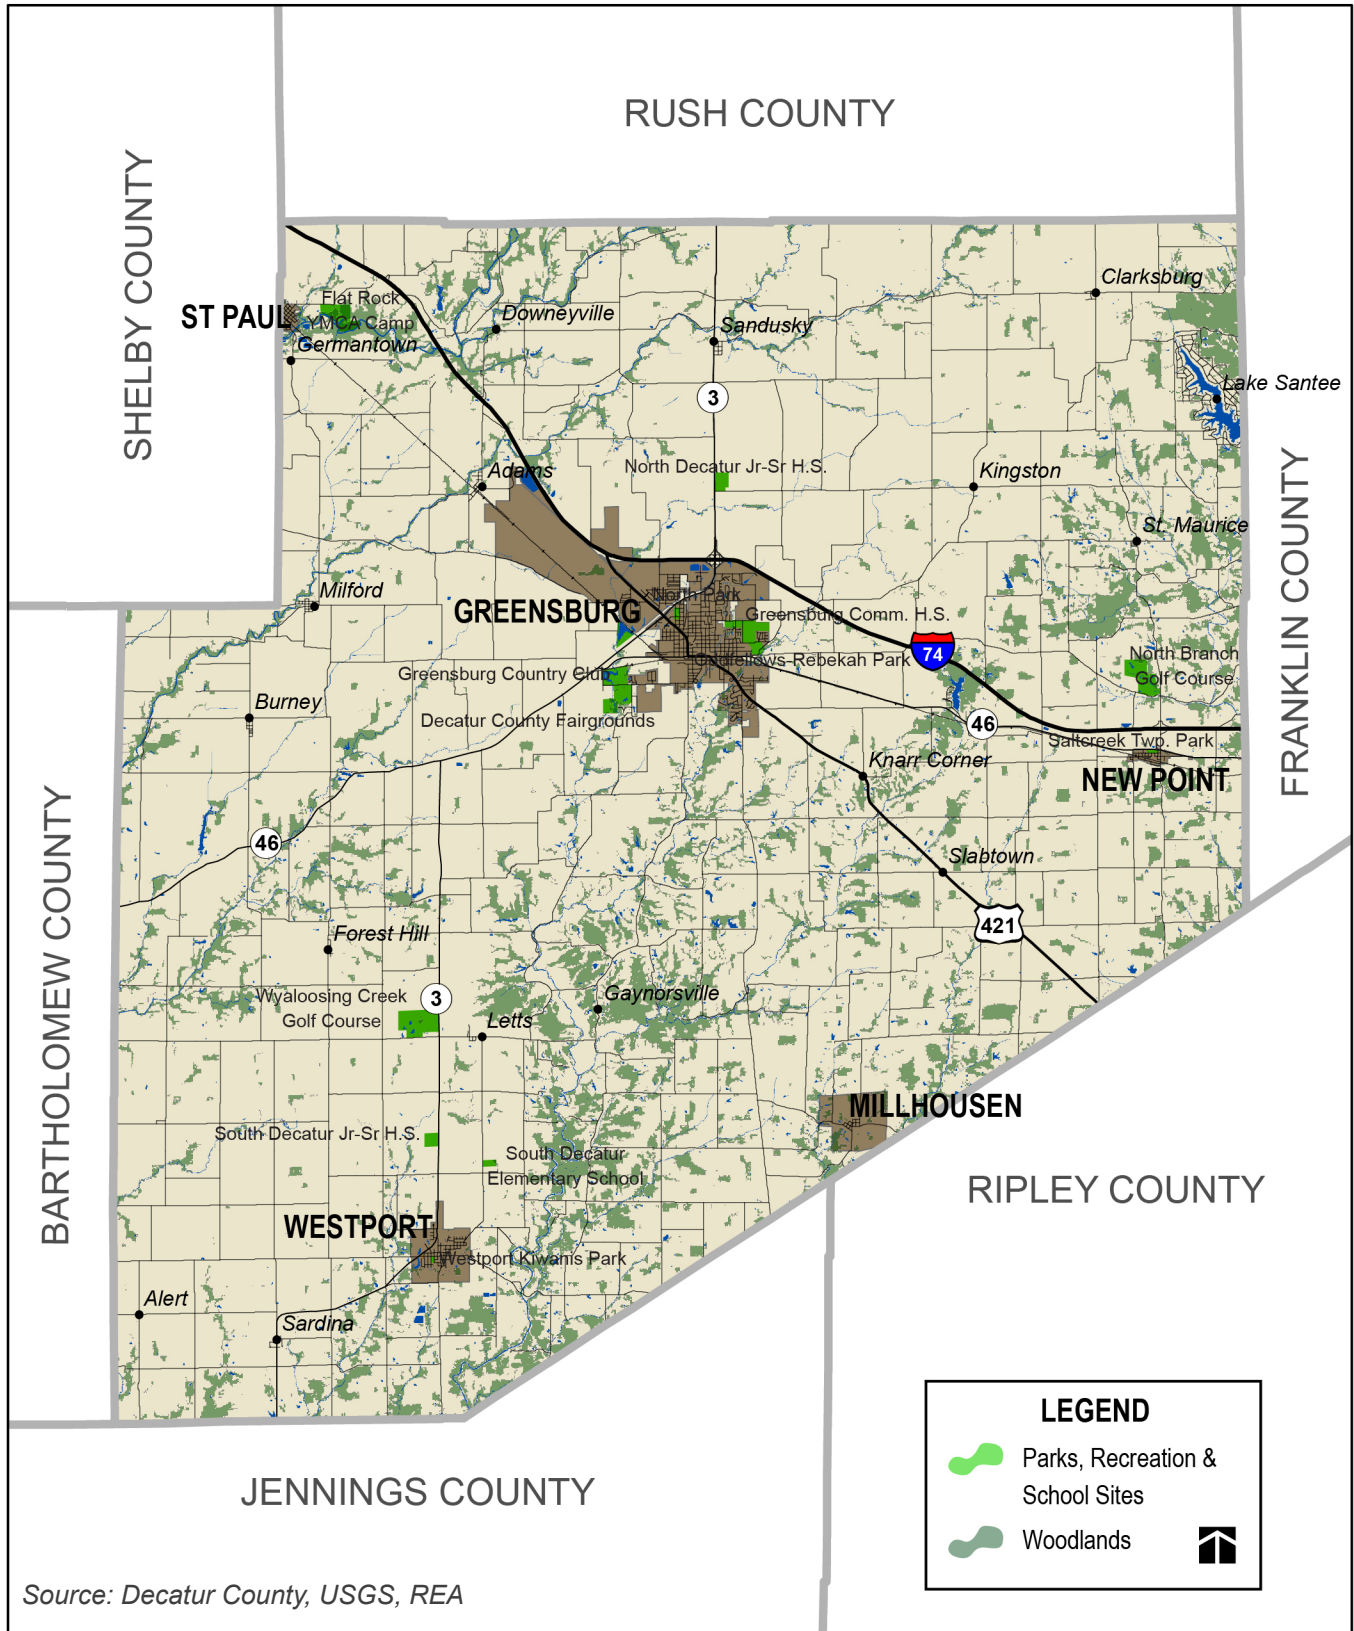 RUSH COUNTY
SHELBY COUNTY
Clarksburg
Flat Rock
YMCA Camp
ST PAUL
Downeyville
Sandusky
Germantown
Lake Santee
3
North Decatur Jr-Sr H.S.
Adams
Kingston
St. Maurice
FRANKLIN COUNTY
Milford
North Park
GREENSBURG
Greensburg Comm. H.S.
74
Oddfellows-Rebekah Park
North Branch
Golf Course
Greensburg Country Club
Burney
Decatur County Fairgrounds
46
Saltcreek Twp. Park
Knarr Corner
NEW POINT
BARTHOLOMEW COUNTY
46
Slabtown
421
Forest Hill
Wyaloosing Creek
Golf Course
3
Gaynorsville
Letts
MILLHOUSEN
South Decatur Jr-Sr H.S.
South Decatur
Elementary School
RIPLEY COUNTY
WESTPORT
Westport Kiwanis Park
Alert
Sardina
JENNINGS COUNTY
LEGEND
Parks, Recreation &
School Sites
Woodlands
Source: Decatur County, USGS, REA